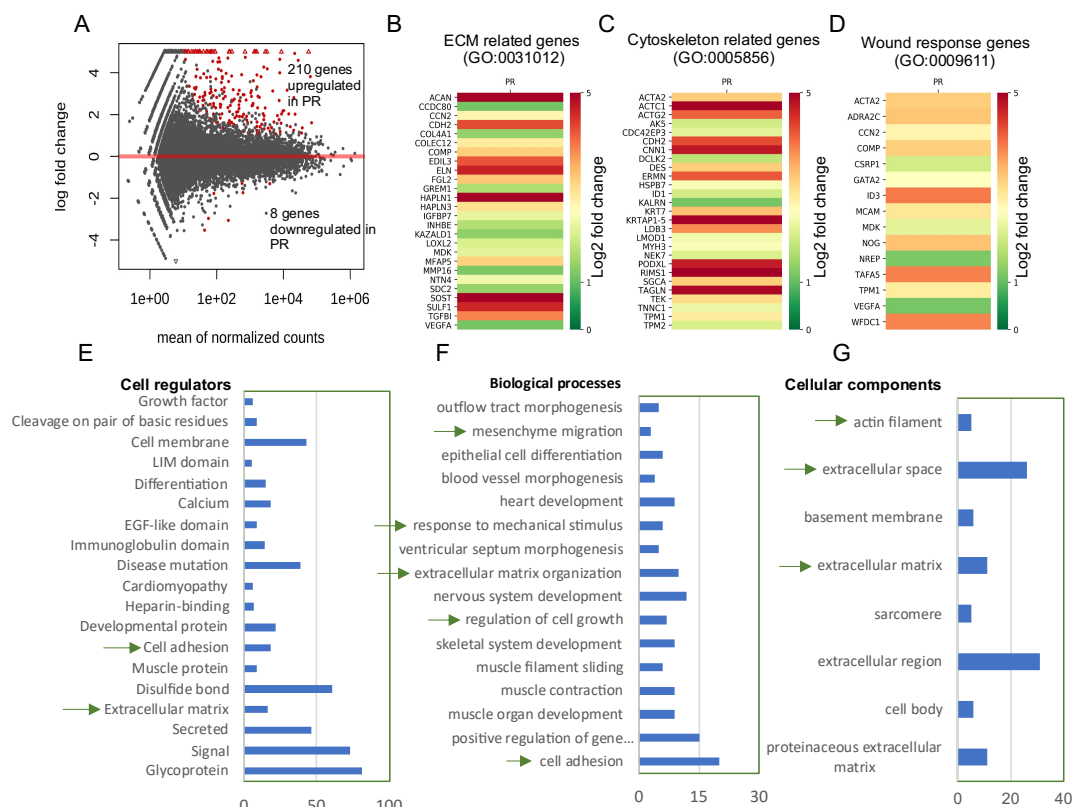 A
4
2
0
-2
-4
log fold change
210 genes
upregulated
in PR
8 genes
downregulated in
PR
1e+00
1e+02
1e+04
1e+06
mean of normalized counts
B
ECM related genes
(GO:0031012)
PR
ACAN
CCDC80
CCN2
CDH2
COL4A1
COLEC12
COMP
EDIL3
ELN
FGL2
GREM1
HAPLN1
HAPLN3
IGFBP7
INHBE
KAZALD1
LOXL2
MDK
MFAP5
MMP16
NTN4
SDC2
SOST
SULF1
TGFBI
VEGFA
5
1
0
Log2 fold change
C
Cytoskeleton related genes
(GO:0005856)
PR
ACTA2
ACTC1
ACTG2
AK5
CDC42EP3
CDH2
CNN1
DCLK2
DES
ERMN
HSPB7
ID1
KALRN
KRT7
KRTAP1-5
LDB3
LMOD1
MYH3
NEK7
PODXL
RIMS1
SGCA
TAGLN
TEK
TNNC1
TPM1
TPM2
5
1
0
Log2 fold change
D
Wound response genes
(GO:0009611)
PR
ACTA2
ADRA2C
CCN2
COMP
CSRP1
GATA2
ID3
MCAM
MDK
NOG
NREP
TAFA5
TPM1
VEGFA
WFDC1
5
1
0
Log2 fold change
E
Cell regulators
Growth factor
Cleavage on pair of basic residues
Cell membrane
LIM domain
Differentiation
Calcium
EGF-like domain
Immunoglobulin domain
Disease mutation
Cardiomyopathy
Heparin-binding
Developmental protein
Cell adhesion
Muscle protein
Disulfide bond
Extracellular matrix
Secreted
Signal
Glycoprotein
0
50
100
F
Biological processes
outflow tract morphogenesis
mesenchyme migration
epithelial cell differentiation
blood vessel morphogenesis
heart development
response to mechanical stimulus
ventricular septum morphogenesis
extracellular matrix organization
nervous system development
regulation of cell growth
skeletal system development
muscle filament sliding
muscle contraction
muscle organ development
positive regulation of gene...
cell adhesion
0
15
30
G
Cellular components
actin filament
extracellular space
basement membrane
extracellular matrix
sarcomere
extracellular region
cell body
proteinaceous extracellular
matrix
0
20
40